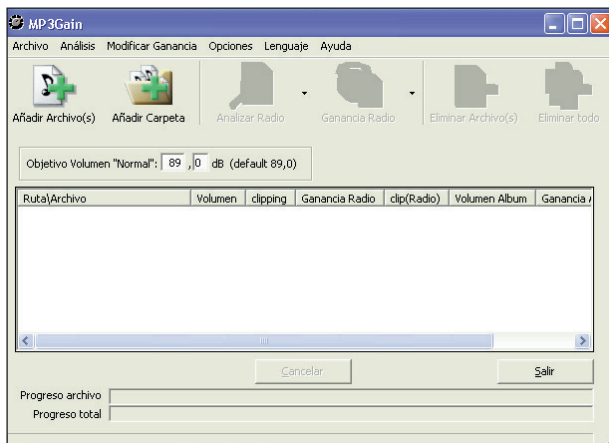 MP3Gain
Archivo Análisis Modificar Ganancia Opciones Lenguaje Ayuda
Añadir Archivo(s) Añadir Carpeta Analizar Radio Ganancia Radio Eliminar Archivo(s) Eliminar todo
Objetivo Volumen "Normal": 89 ,0 dB (default 89,0)
Ruta\Archivo Volumen clipping Ganancia Radio clip(Radio) Volumen Album Ganancia
Cancelar Salir
Progreso archivo
Progreso total